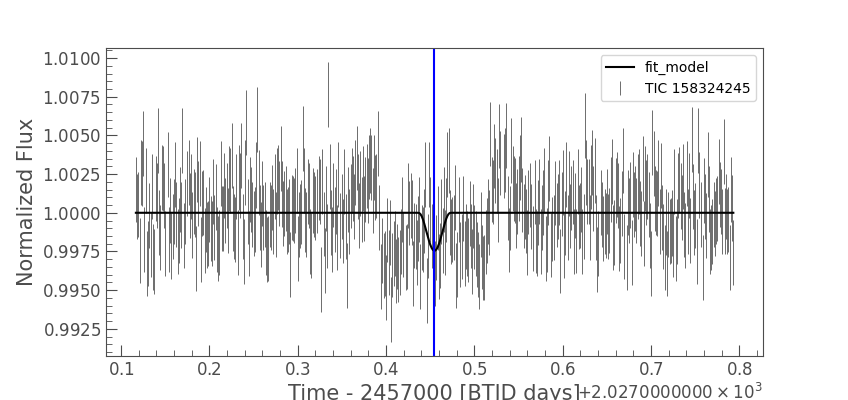 1.0100
1.0075
1.0050
1.0025
1.0000
0.9975
0.9950
0.9925
Normalized Flux
fit_model
TIC 158324245
0.1 0.2 0.3 0.4 0.5 0.6 0.7 0.8
Time - 2457000 [BTJD days] +2.0270000000 × 10³